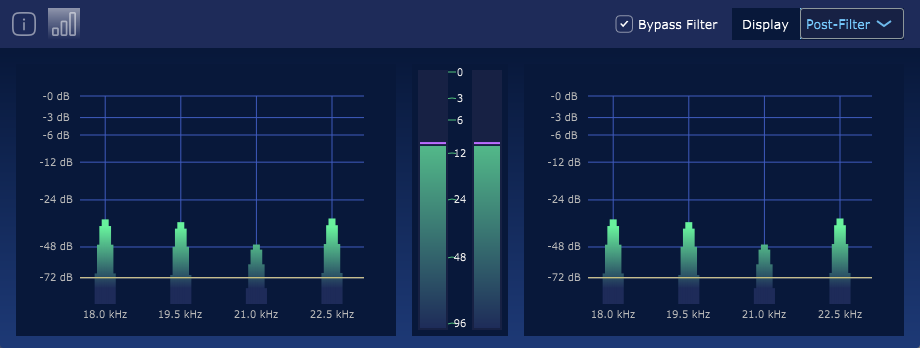 Bypass Filter
Display
Post-Filter
-0 dB
-3 dB
-6 dB
-12 dB
-24 dB
-48 dB
-72 dB
18.0 kHz 19.5 kHz 21.0 kHz 22.5 kHz
0
3
6
-12
-24
-48
-96
-0 dB
-3 dB
-6 dB
-12 dB
-24 dB
-48 dB
-72 dB
18.0 kHz 19.5 kHz 21.0 kHz 22.5 kHz